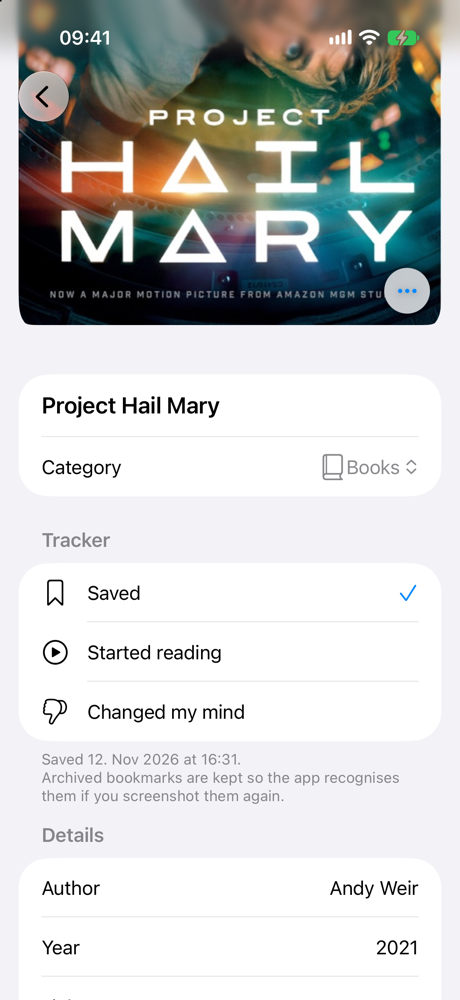 09:41
PROJECT
HAIL
MARY
NOW A MAJOR MOTION PICTURE FROM AMAZON MGM STU
Project Hail Mary
Category
Books
Tracker
Saved
Started reading
Changed my mind
Saved 12. Nov 2026 at 16:31.
Archived bookmarks are kept so the app recognises
them if you screenshot them again.
Details
Author
Andy Weir
Year
2021